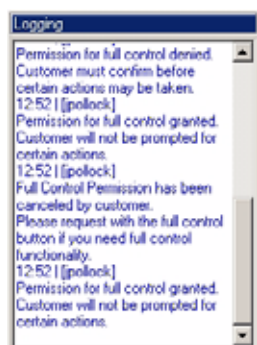 Logging
Permission for full control denied.
Customer must confirm before
certain actions may be taken.
12:52 | [jpollock]
Permission for full control granted.
Customer will not be prompted for
certain actions.
12:52 | [jpollock]
Full Control Permission has been
canceled by customer.
Please request with the full control
button if you need full control
functionality.
12:52 | [jpollock]
Permission for full control granted.
Customer will not be prompted for
certain actions.